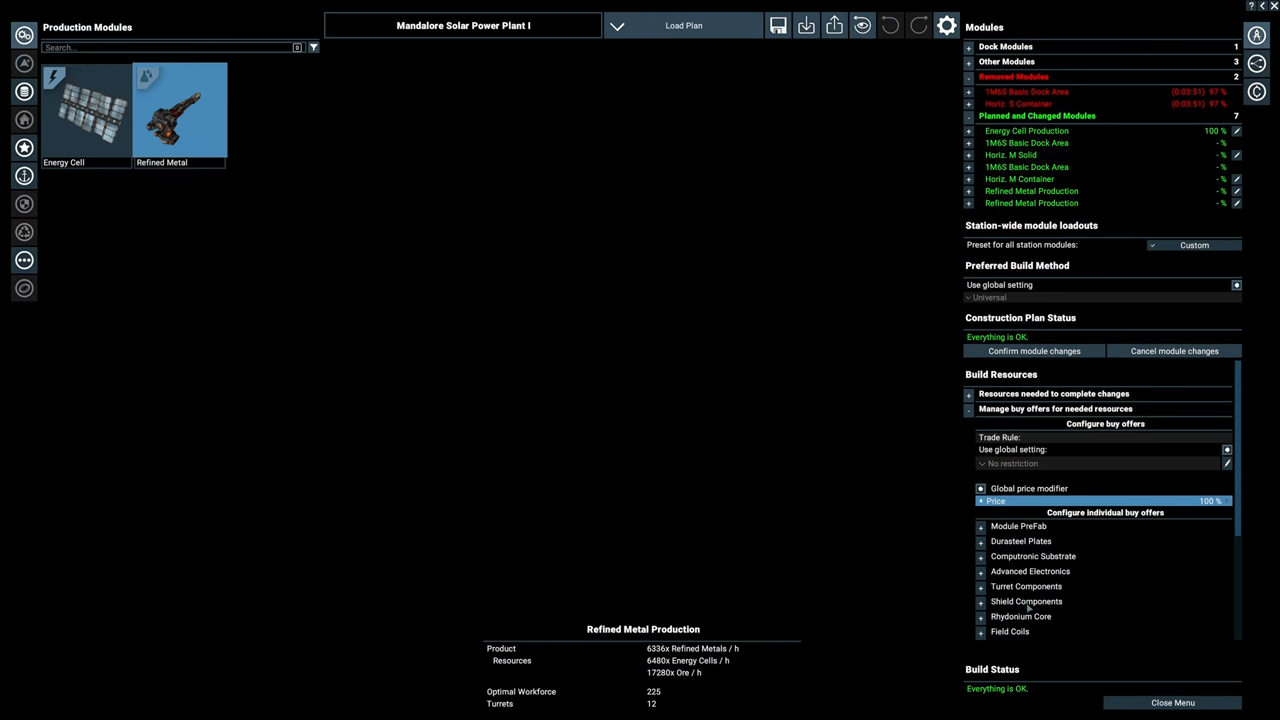 Production Modules
Search...
Energy Cell
Refined Metal
Mandalore Solar Power Plant I
Load Plan
Refined Metal Production
Product 6336x Refined Metals / h
Resources 6480x Energy Cells / h
17280x Ore / h
Optimal Workforce 225
Turrets 12
Modules
Dock Modules 1
Other Modules 3
Removed Modules 2
1M6S Basic Dock Area (0:03:51) 97 %
Horiz. S Container (0:03:51) 97 %
Planned and Changed Modules 7
Energy Cell Production 100 %
1M6S Basic Dock Area - %
Horiz. M Solid - %
1M6S Basic Dock Area - %
Horiz. M Container - %
Refined Metal Production - %
Refined Metal Production - %
Station-wide module loadouts
Preset for all station modules: Custom
Preferred Build Method
Use global setting
Universal
Construction Plan Status
Everything is OK.
Confirm module changes Cancel module changes
Build Resources
Resources needed to complete changes
Manage buy offers for needed resources
Configure buy offers
Trade Rule:
Use global setting:
No restriction
Global price modifier
Price 100 %
Configure individual buy offers
Module PreFab
Durasteel Plates
Computronic Substrate
Advanced Electronics
Turret Components
Shield Components
Rhydonium Core
Field Coils
Build Status
Everything is OK.
Close Menu